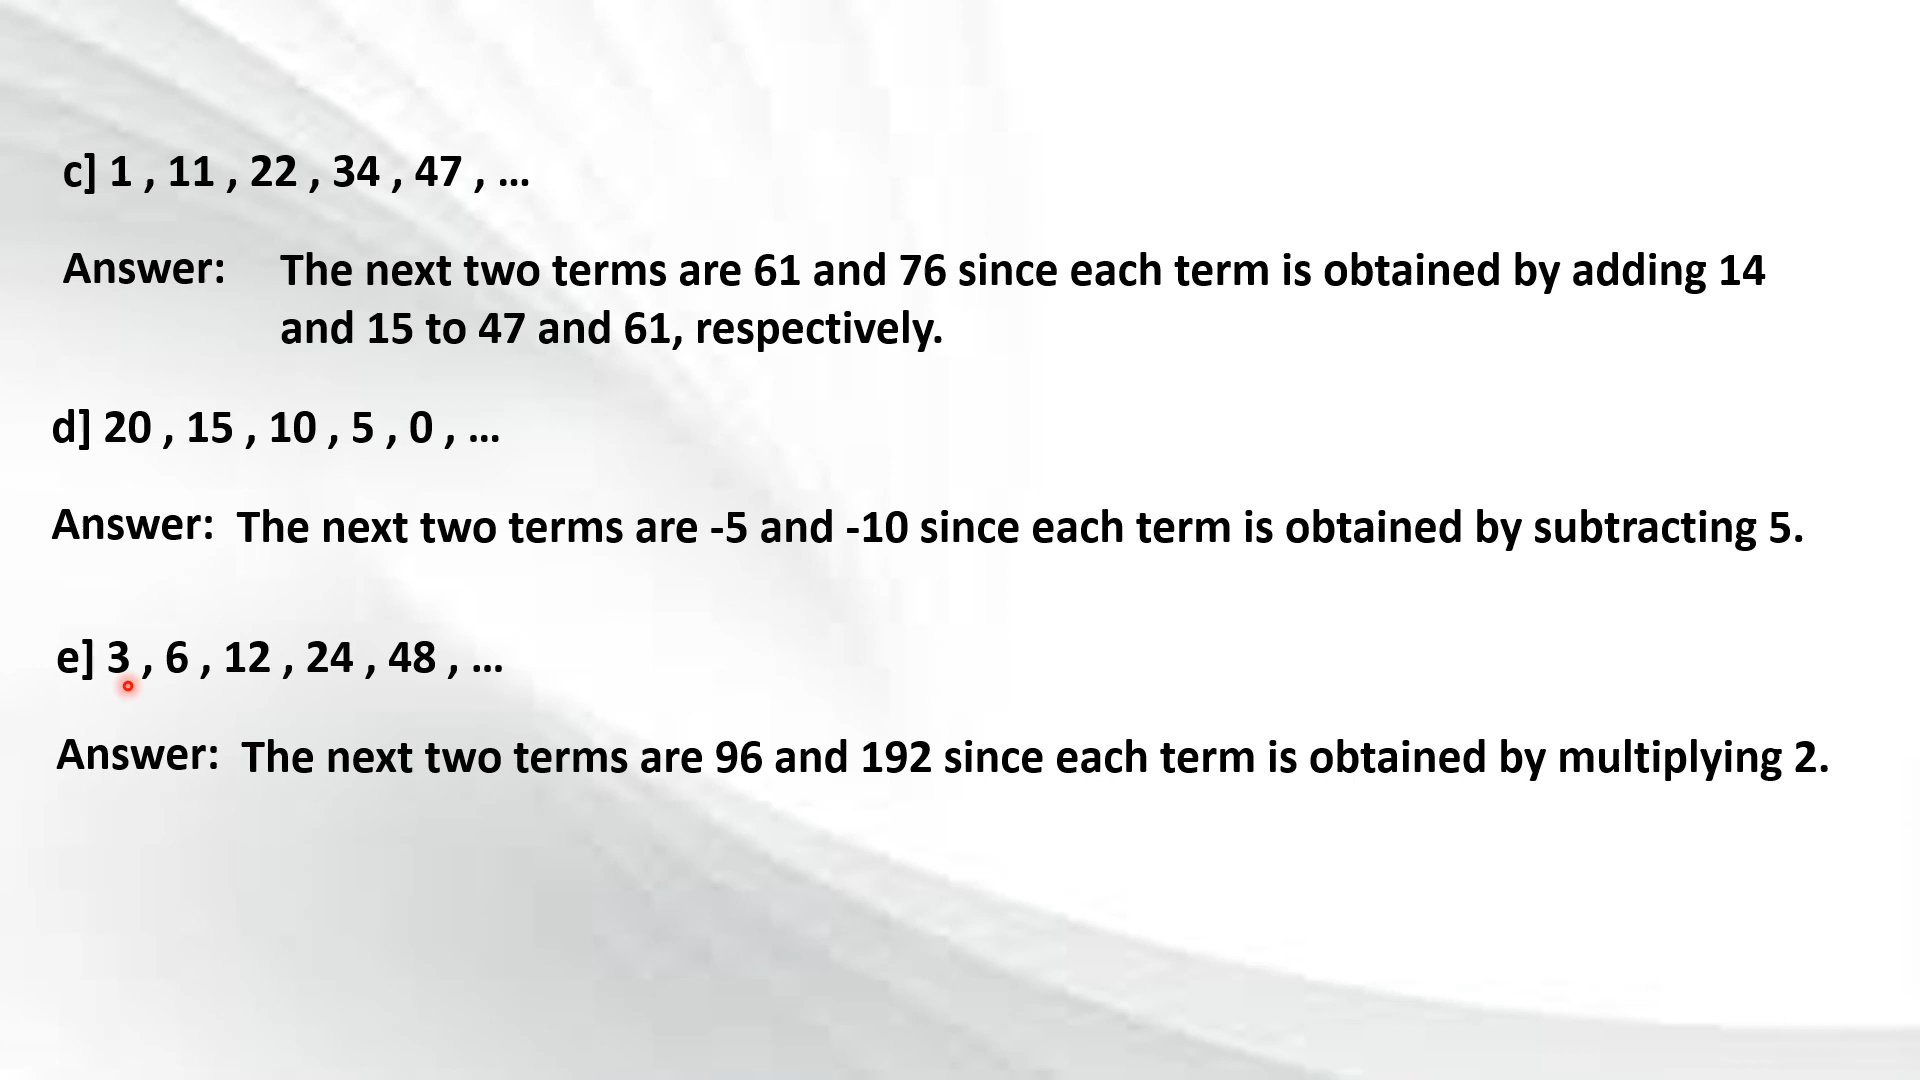 c] 1 , 11 , 22 , 34 , 47 , ...
Answer: The next two terms are 61 and 76 since each term is obtained by adding 14
and 15 to 47 and 61, respectively.
d] 20 , 15 , 10 , 5 , 0 , ...
Answer: The next two terms are -5 and -10 since each term is obtained by subtracting 5.
e] 3 , 6 , 12 , 24 , 48 , ...
Answer: The next two terms are 96 and 192 since each term is obtained by multiplying 2.